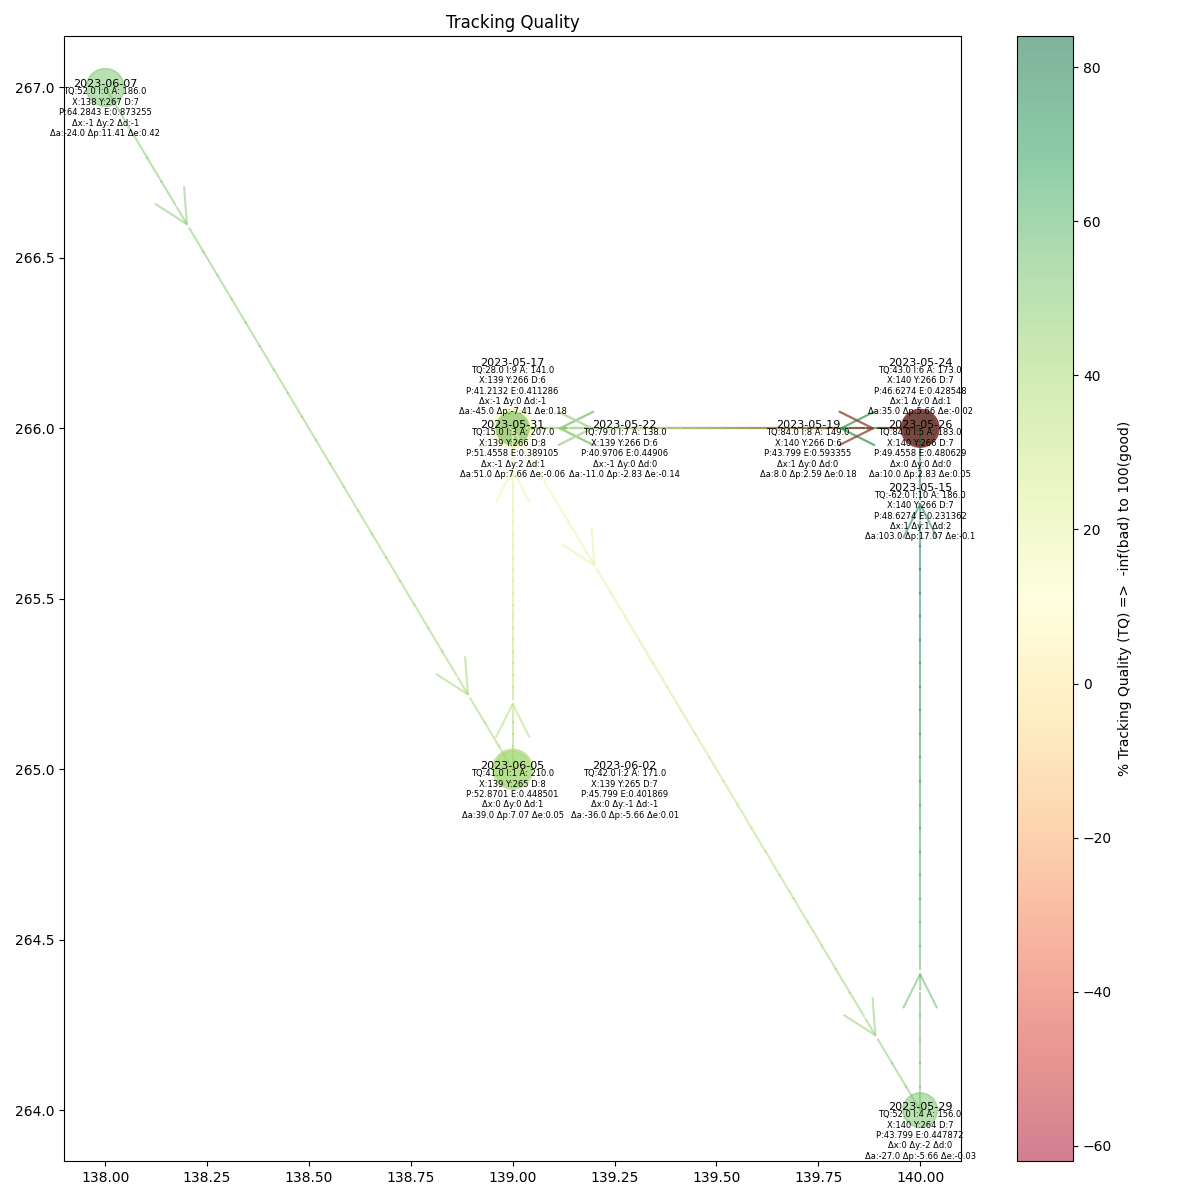 Tracking Quality
267.0
266.5
266.0
265.5
265.0
264.5
264.0
2023-06-07
TQ:52.0 I:0 A: 186.0
X:138 Y:267 D:7
P:64.2843 E:0.873255
Δx:-1 Δy:2 Δd:-1
Δa:-24.0 Δp:11.41 Δe:0.42
2023-05-17
TQ:28.0 I:9 A: 141.0
X:139 Y:266 D:6
P:41.2132 E:0.411286
Δx:-1 Δy:0 Δd:-1
Δa:-45.0 Δp:-7.41 Δe:0.18
2023-05-31
TQ:15.0 I:3 A: 207.0
X:139 Y:266 D:8
P:51.4558 E:0.389105
Δx:-1 Δy:2 Δd:1
Δa:51.0 Δp:7.66 Δe:-0.06
2023-05-22
TQ:79.0 I:7 A: 138.0
X:139 Y:266 D:6
P:40.9706 E:0.44906
Δx:-1 Δy:0 Δd:0
Δa:-11.0 Δp:-2.83 Δe:-0.14
2023-05-19
TQ:84.0 I:8 A: 149.0
X:140 Y:266 D:6
P:43.799 E:0.593355
Δx:1 Δy:0 Δd:0
Δa:8.0 Δp:2.59 Δe:0.18
2023-05-24
TQ:43.0 I:6 A: 173.0
X:140 Y:266 D:7
P:46.6274 E:0.428548
Δx:1 Δy:0 Δd:1
Δa:35.0 Δp:5.66 Δe:-0.02
2023-05-26
TQ:84.0 I:5 A: 183.0
X:140 Y:266 D:7
P:49.4558 E:0.480629
Δx:0 Δy:0 Δd:0
Δa:10.0 Δp:2.83 Δe:0.05
2023-05-15
TQ:-62.0 I:10 A: 186.0
X:140 Y:266 D:7
P:48.6274 E:0.231362
Δx:1 Δy:1 Δd:2
Δa:103.0 Δp:17.07 Δe:-0.1
2023-06-05
TQ:41.0 I:1 A: 210.0
X:139 Y:265 D:8
P:52.8701 E:0.448501
Δx:0 Δy:0 Δd:1
Δa:39.0 Δp:7.07 Δe:0.05
2023-06-02
TQ:42.0 I:2 A: 171.0
X:139 Y:265 D:7
P:45.799 E:0.401869
Δx:0 Δy:-1 Δd:-1
Δa:-36.0 Δp:-5.66 Δe:0.01
2023-05-29
TQ:52.0 I:4 A: 156.0
X:140 Y:264 D:7
P:43.799 E:0.447872
Δx:0 Δy:-2 Δd:0
Δa:-27.0 Δp:-5.66 Δe:-0.03
138.00 138.25 138.50 138.75 139.00 139.25 139.50 139.75 140.00
80
60
40
20
0
−20
−40
−60
% Tracking Quality (TQ) => -inf(bad) to 100(good)